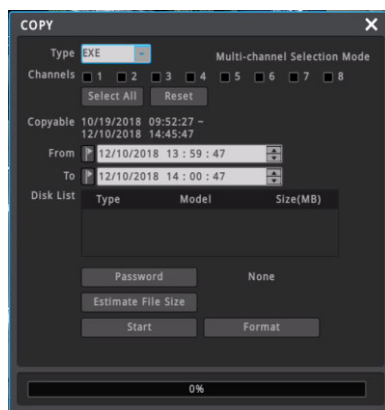 COPY X
Type EXE Multi-channel Selection Mode
Channels 1 2 3 4 5 6 7 8
Select All Reset
Copyable 10/19/2018 09:52:27 ~
12/10/2018 14:45:47
From 12/10/2018 13 : 59 : 47
To 12/10/2018 14 : 00 : 47
Disk List Type Model Size(MB)
Password None
Estimate File Size
Start Format
0%